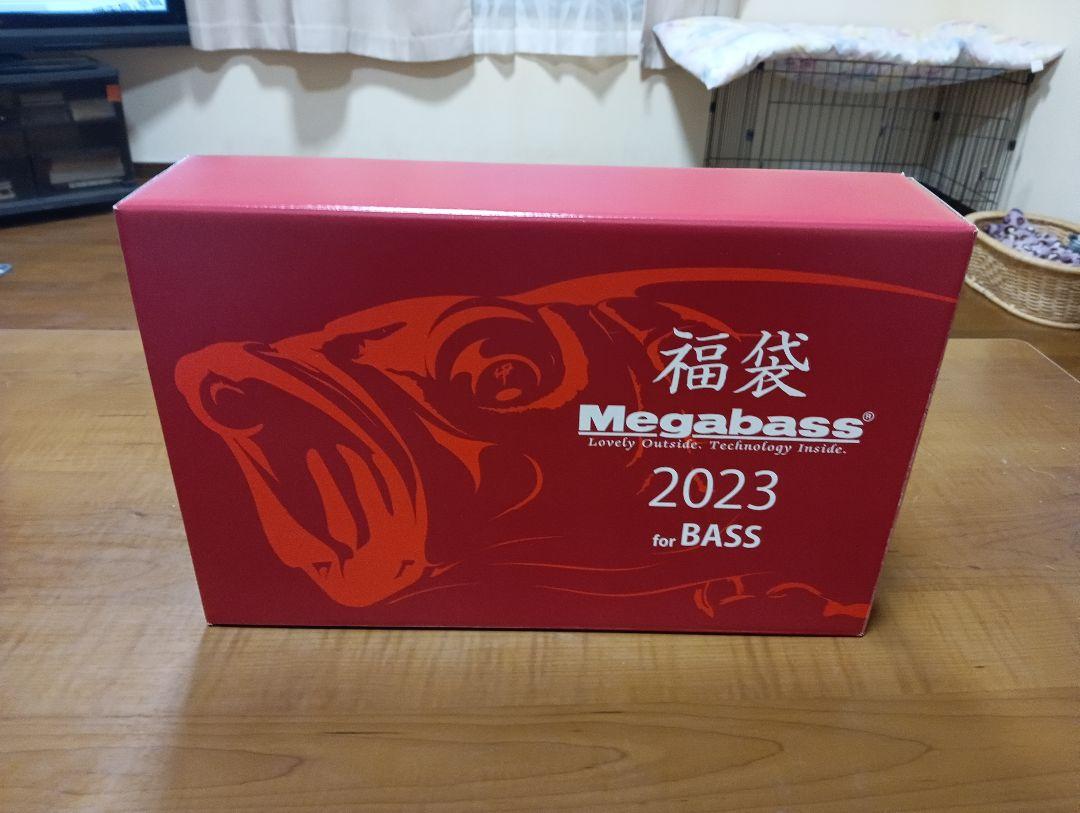 福袋
Megabass®
Lovely Outside. Technology Inside.
2023
for BASS